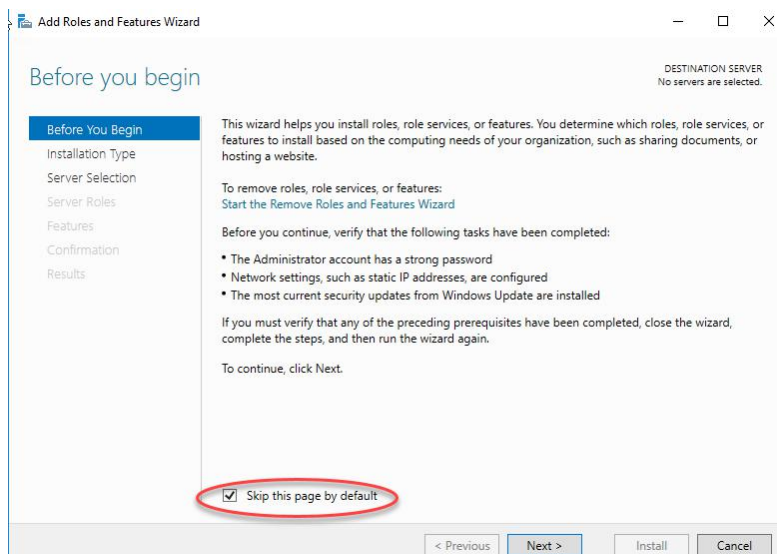 Add Roles and Features Wizard
Before you begin
DESTINATION SERVER
No servers are selected.
Before You Begin
Installation Type
Server Selection
Server Roles
Features
Confirmation
Results
This wizard helps you install roles, role services, or features. You determine which roles, role services, or
features to install based on the computing needs of your organization, such as sharing documents, or
hosting a website.
To remove roles, role services, or features:
Start the Remove Roles and Features Wizard
Before you continue, verify that the following tasks have been completed:
• The Administrator account has a strong password
• Network settings, such as static IP addresses, are configured
• The most current security updates from Windows Update are installed
If you must verify that any of the preceding prerequisites have been completed, close the wizard,
complete the steps, and then run the wizard again.
To continue, click Next.
Skip this page by default
< Previous Next > Install Cancel